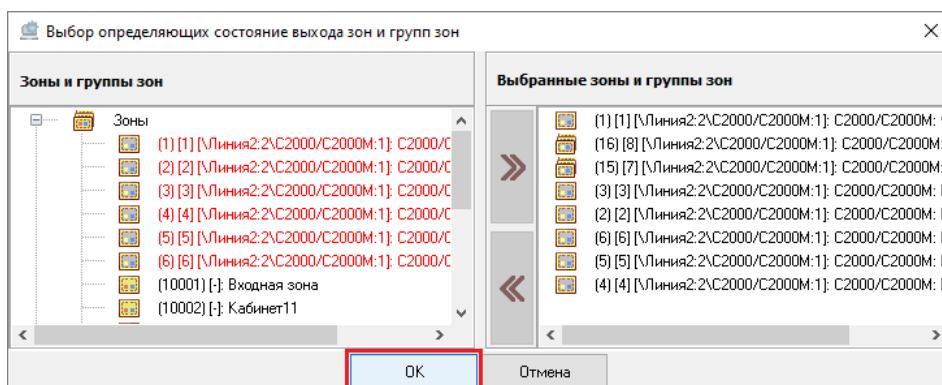 Выбор определяющих состояние выхода зон и групп зон
Зоны и группы зон
Зоны
(1) [1] [\Линия2:2\С2000/С2000М:1]: С2000/С
(2) [2] [\Линия2:2\С2000/С2000М:1]: С2000/С
(3) [3] [\Линия2:2\С2000/С2000М:1]: С2000/С
(4) [4] [\Линия2:2\С2000/С2000М:1]: С2000/С
(5) [5] [\Линия2:2\С2000/С2000М:1]: С2000/С
(6) [6] [\Линия2:2\С2000/С2000М:1]: С2000/С
(10001) [-]: Входная зона
(10002) [-]: Кабинет11
Выбранные зоны и группы зон
(1) [1] [\Линия2:2\С2000/С2000М:1]: С2000/С2000М:
(16) [8] [\Линия2:2\С2000/С2000М:1]: С2000/С2000М:
(15) [7] [\Линия2:2\С2000/С2000М:1]: С2000/С2000М:
(3) [3] [\Линия2:2\С2000/С2000М:1]: С2000/С2000М:
(2) [2] [\Линия2:2\С2000/С2000М:1]: С2000/С2000М:
(6) [6] [\Линия2:2\С2000/С2000М:1]: С2000/С2000М:
(5) [5] [\Линия2:2\С2000/С2000М:1]: С2000/С2000М:
(4) [4] [\Линия2:2\С2000/С2000М:1]: С2000/С2000М:
OK
Отмена